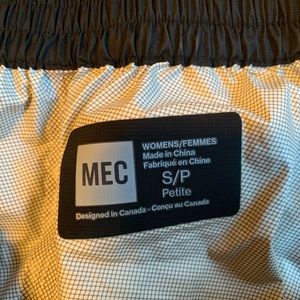 MEC
WOMENS/FEMMES
Made in China
Fabriqué en Chine
S/P
Petite
Designed in Canada - Conçu au Canada